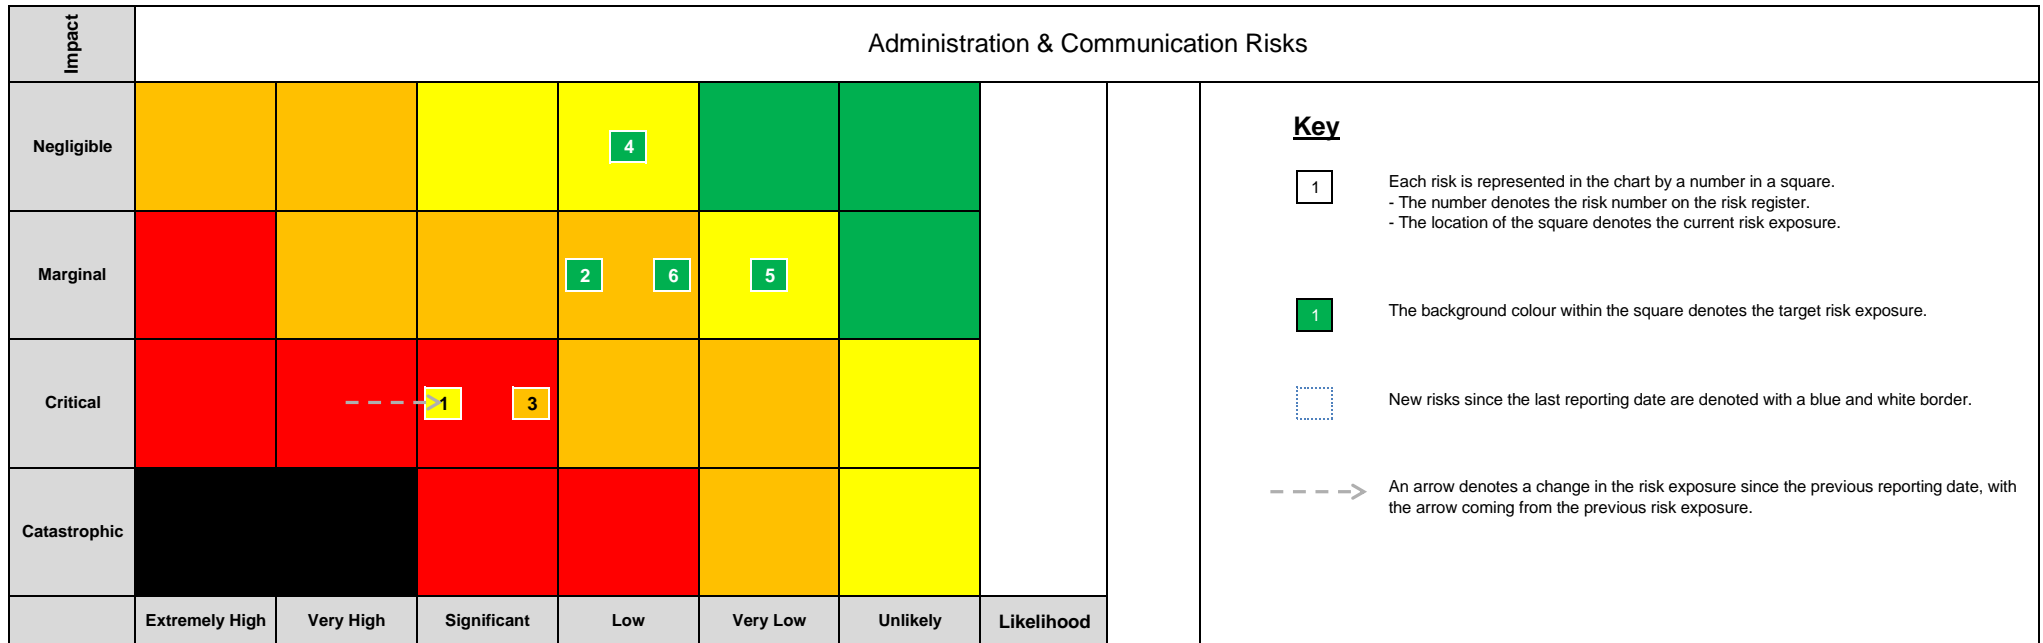 Impact
Administration & Communication Risks
Negligible
4
Marginal
2
6
5
Critical
1
3
Catastrophic
Extremely High
Very High
Significant
Low
Very Low
Unlikely
Likelihood
Key
1
Each risk is represented in the chart by a number in a square.
- The number denotes the risk number on the risk register.
- The location of the square denotes the current risk exposure.
1
The background colour within the square denotes the target risk exposure.
New risks since the last reporting date are denoted with a blue and white border.
An arrow denotes a change in the risk exposure since the previous reporting date, with
the arrow coming from the previous risk exposure.